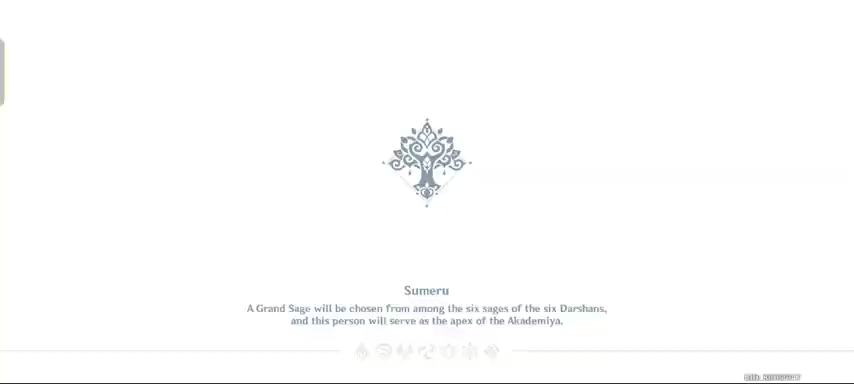 Sumeru
A Grand Sage will be chosen from among the six sages of the six Darshans,
and this person will serve as the apex of the Akademiya.